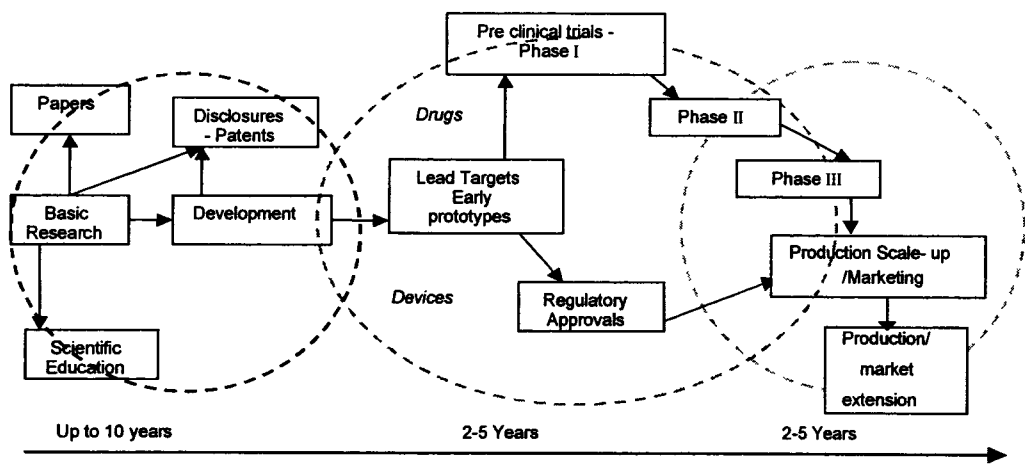 Pre clinical trials -
Phase I
Papers
Disclosures
- Patents
Drugs
Phase II
Lead Targets
Early
prototypes
Phase III
Basic
Research
Development
Production Scale- up
/Marketing
Devices
Regulatory
Approvals
Scientific
Education
Production/
market
extension
Up to 10 years
2-5 Years
2-5 Years